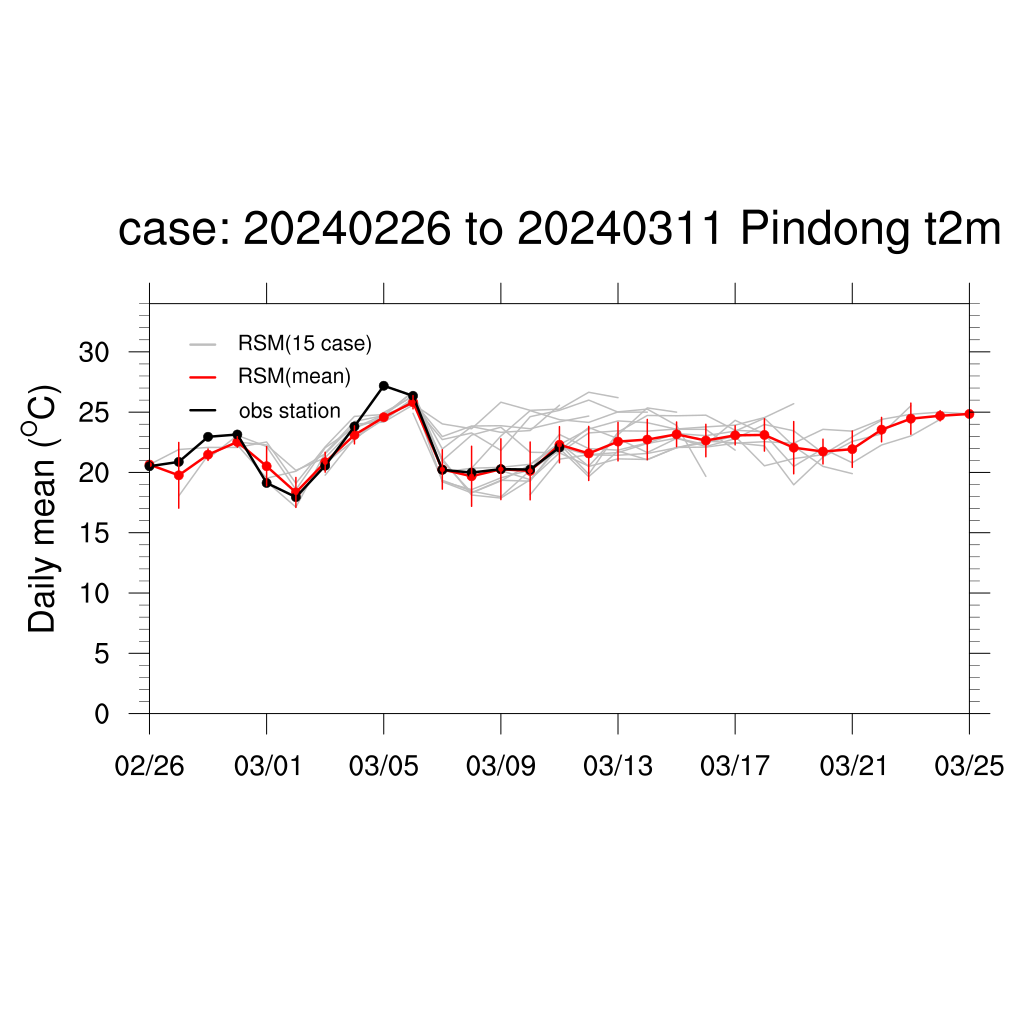 case: 20240226 to 20240311 Pindong t2m
RSM(15 case)
RSM(mean)
obs station
Daily mean (°C)
30
25
20
15
10
5
0
02/26 03/01 03/05 03/09 03/13 03/17 03/21 03/25